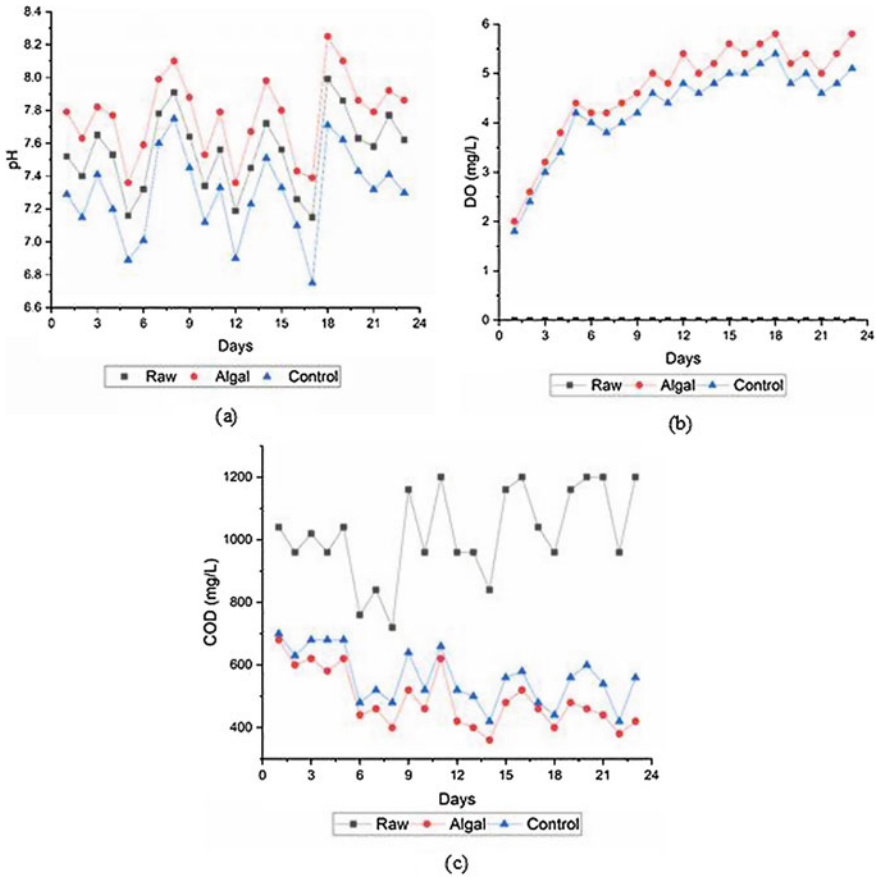 8.4
8.2
8.0
7.8
7.6
7.4
7.2
7.0
6.8
6.6
pH
0 3 6 9 12 15 18 21 24
Days
Raw Algal Control
(a)
6
5
4
3
2
1
0
DO (mg/L)
0 3 6 9 12 15 18 21 24
Days
Raw Algal Control
(b)
1200
1000
800
600
400
COD (mg/L)
0 3 6 9 12 15 18 21 24
Days
Raw Algal Control
(c)